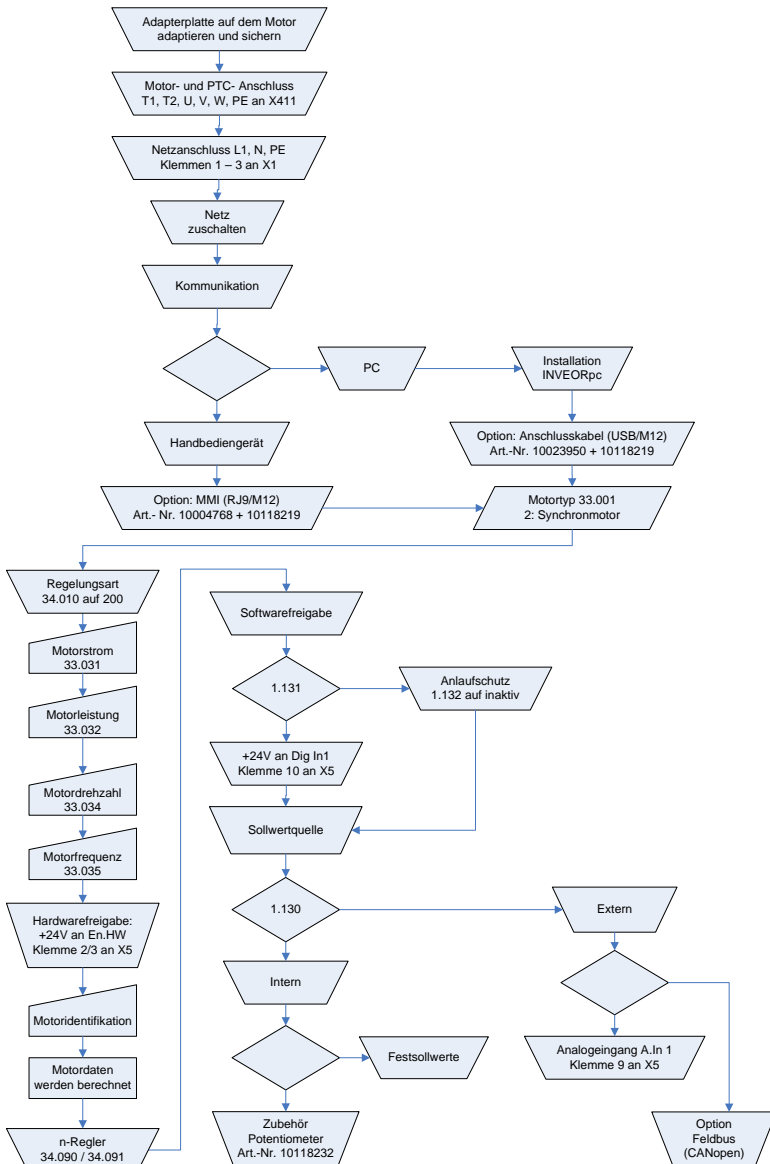 Adapterplatte auf dem Motor
adaptieren und sichern
Motor- und PTC- Anschluss
T1, T2, U, V, W, PE an X411
Netzanschluss L1, N, PE
Klemmen 1 – 3 an X1
Netz
zuschalten
Kommunikation
PC
Installation
INVEORpc
Handbediengerät
Option: Anschlusskabel (USB/M12)
Art.-Nr. 10023950 + 10118219
Option: MMI (RJ9/M12)
Art.- Nr. 10004768 + 10118219
Motortyp 33.001
2: Synchronmotor
Regelungsart
34.010 auf 200
Motorstrom
33.031
Motorleistung
33.032
Motordrehzahl
33.034
Motorfrequenz
33.035
Hardwarefreigabe:
+24V an En.HW
Klemme 2/3 an X5
Motoridentifikation
Motordaten
werden berechnet
n-Regler
34.090 / 34.091
Softwarefreigabe
1.131
Anlaufschutz
1.132 auf inaktiv
+24V an Dig In1
Klemme 10 an X5
Sollwertquelle
1.130
Extern
Intern
Festsollwerte
Analogeingang A.In 1
Klemme 9 an X5
Zubehör
Potentiometer
Art.-Nr. 10118232
Option
Feldbus
(CANopen)